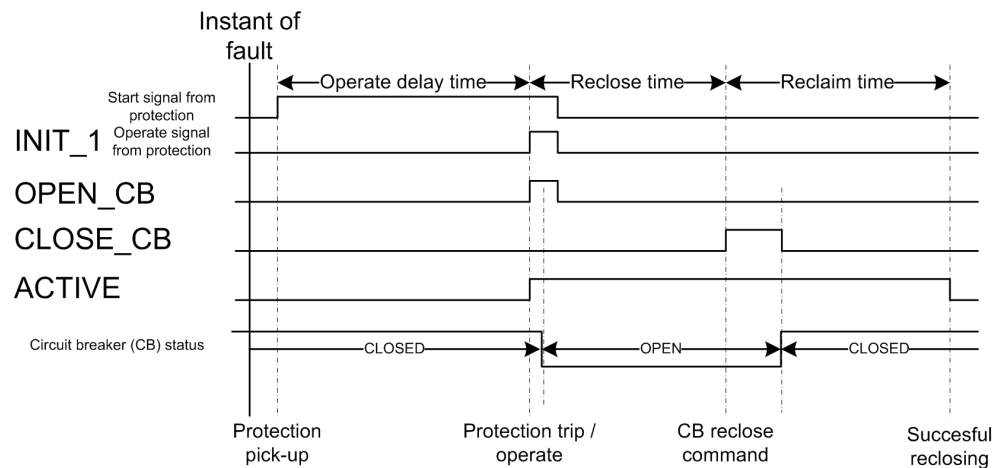 Instant of
fault
Operate delay time
Reclose time
Reclaim time
Start signal from
protection
INIT_1
Operate signal
from protection
OPEN_CB
CLOSE_CB
ACTIVE
Circuit breaker (CB) status
CLOSED
OPEN
CLOSED
Protection
pick-up
Protection trip /
operate
CB reclose
command
Succesful
reclosing